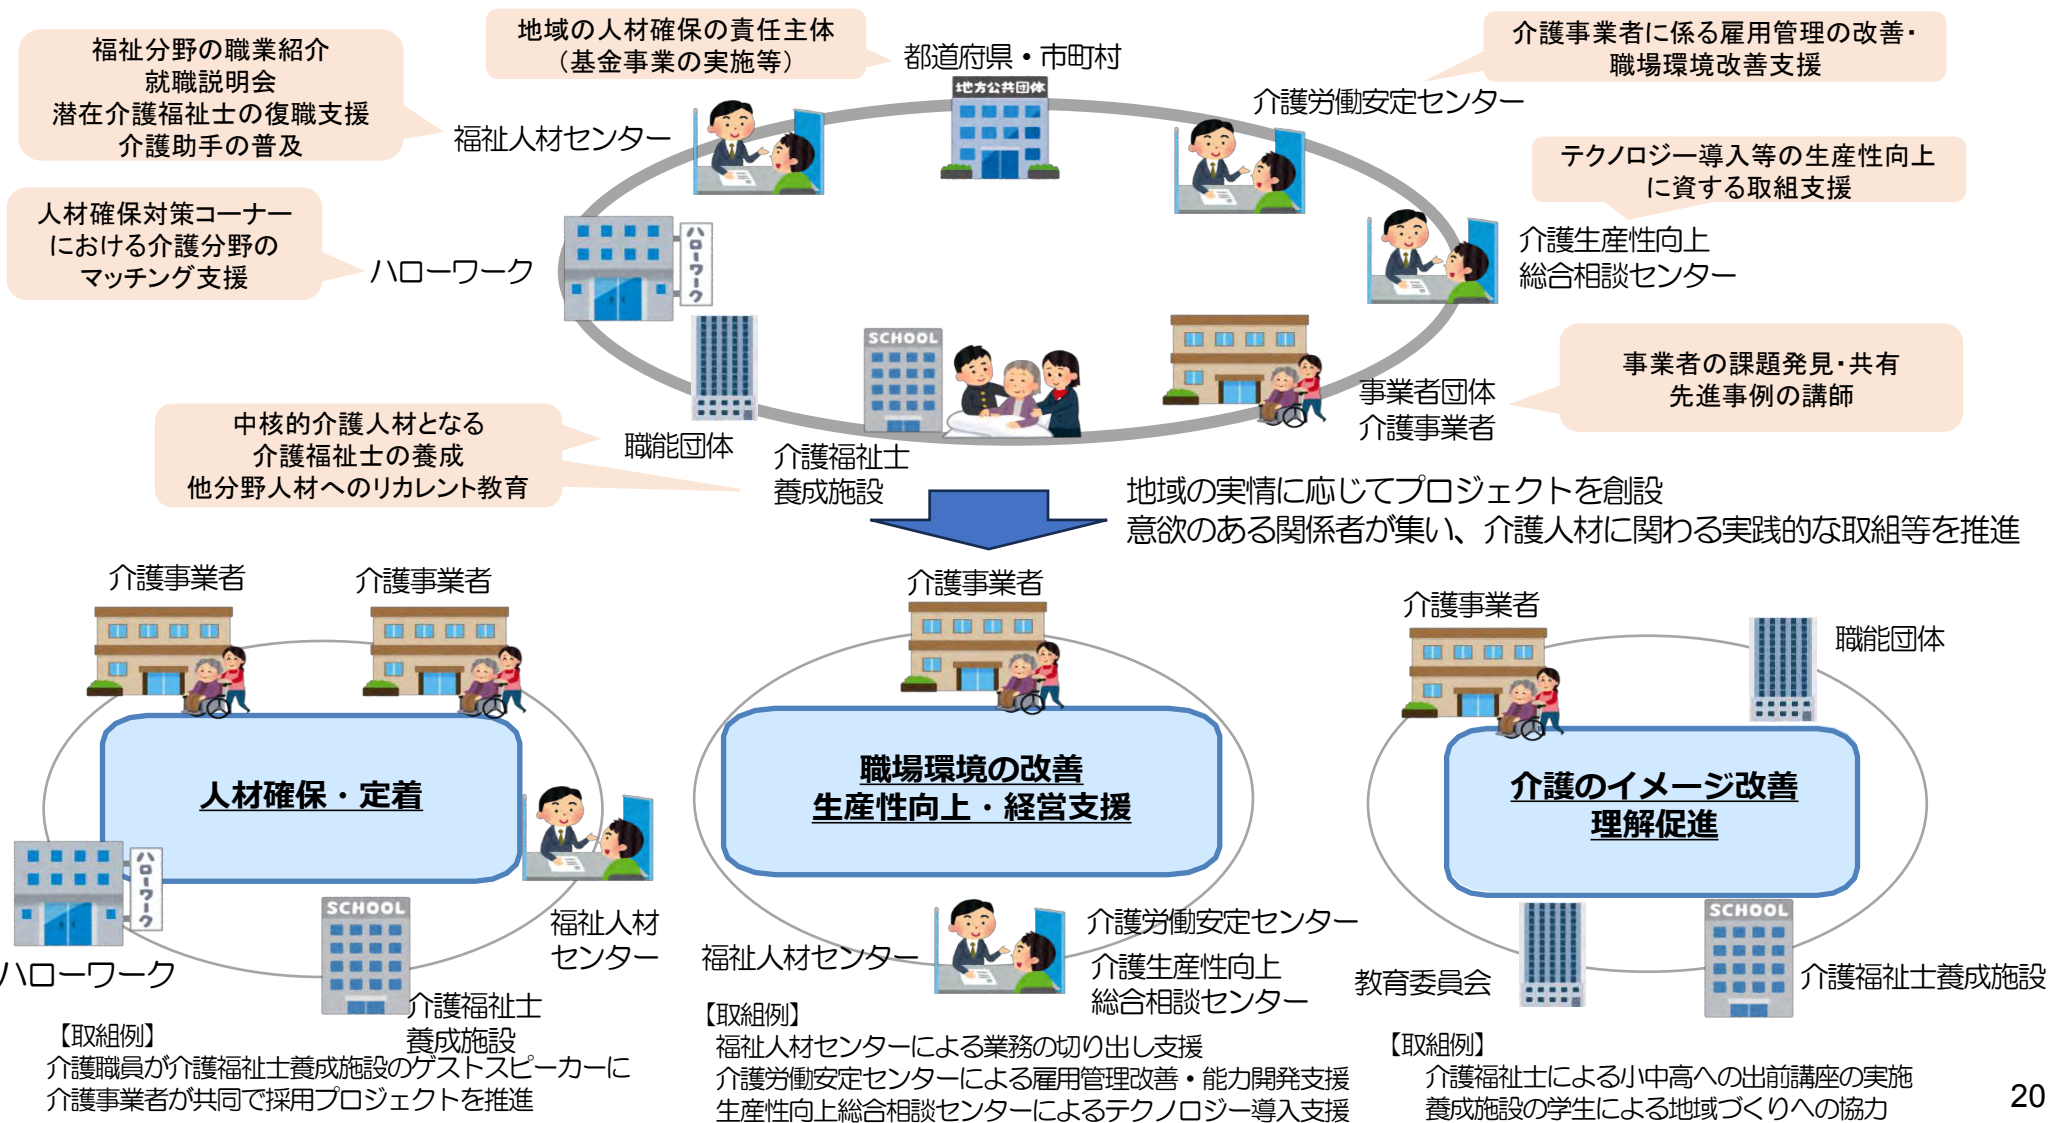 地域の人材確保の責任主体
（基金事業の実施等）
都道府県・市町村
地方公共団体
福祉分野の職業紹介
就職説明会
潜在介護福祉士の復職支援
介護助手の普及
福祉人材センター
介護事業者に係る雇用管理の改善・
職場環境改善支援
介護労働安定センター
テクノロジー導入等の生産性向上
に資する取組支援
介護生産性向上
総合相談センター
人材確保対策コーナー
における介護分野の
マッチング支援
ハローワーク
ハローワーク
事業者の課題発見・共有
先進事例の講師
事業者団体
介護事業者
SCHOOL
中核的介護人材となる
介護福祉士の養成
他分野人材へのリカレント教育
職能団体
介護福祉士
養成施設
地域の実情に応じてプロジェクトを創設
意欲のある関係者が集い、介護人材に関わる実践的な取組等を推進
介護事業者
介護事業者
人材確保・定着
ハローワーク
ハローワーク
SCHOOL
福祉人材
センター
介護福祉士
養成施設
【取組例】
介護職員が介護福祉士養成施設のゲストスピーカーに
介護事業者が共同で採用プロジェクトを推進
介護事業者
職場環境の改善
生産性向上・経営支援
福祉人材センター
介護労働安定センター
介護生産性向上
総合相談センター
【取組例】
福祉人材センターによる業務の切り出し支援
介護労働安定センターによる雇用管理改善・能力開発支援
生産性向上総合相談センターによるテクノロジー導入支援
介護事業者
職能団体
介護のイメージ改善
理解促進
SCHOOL
教育委員会
介護福祉士養成施設
【取組例】
介護福祉士による小中高への出前講座の実施
養成施設の学生による地域づくりへの協力
20